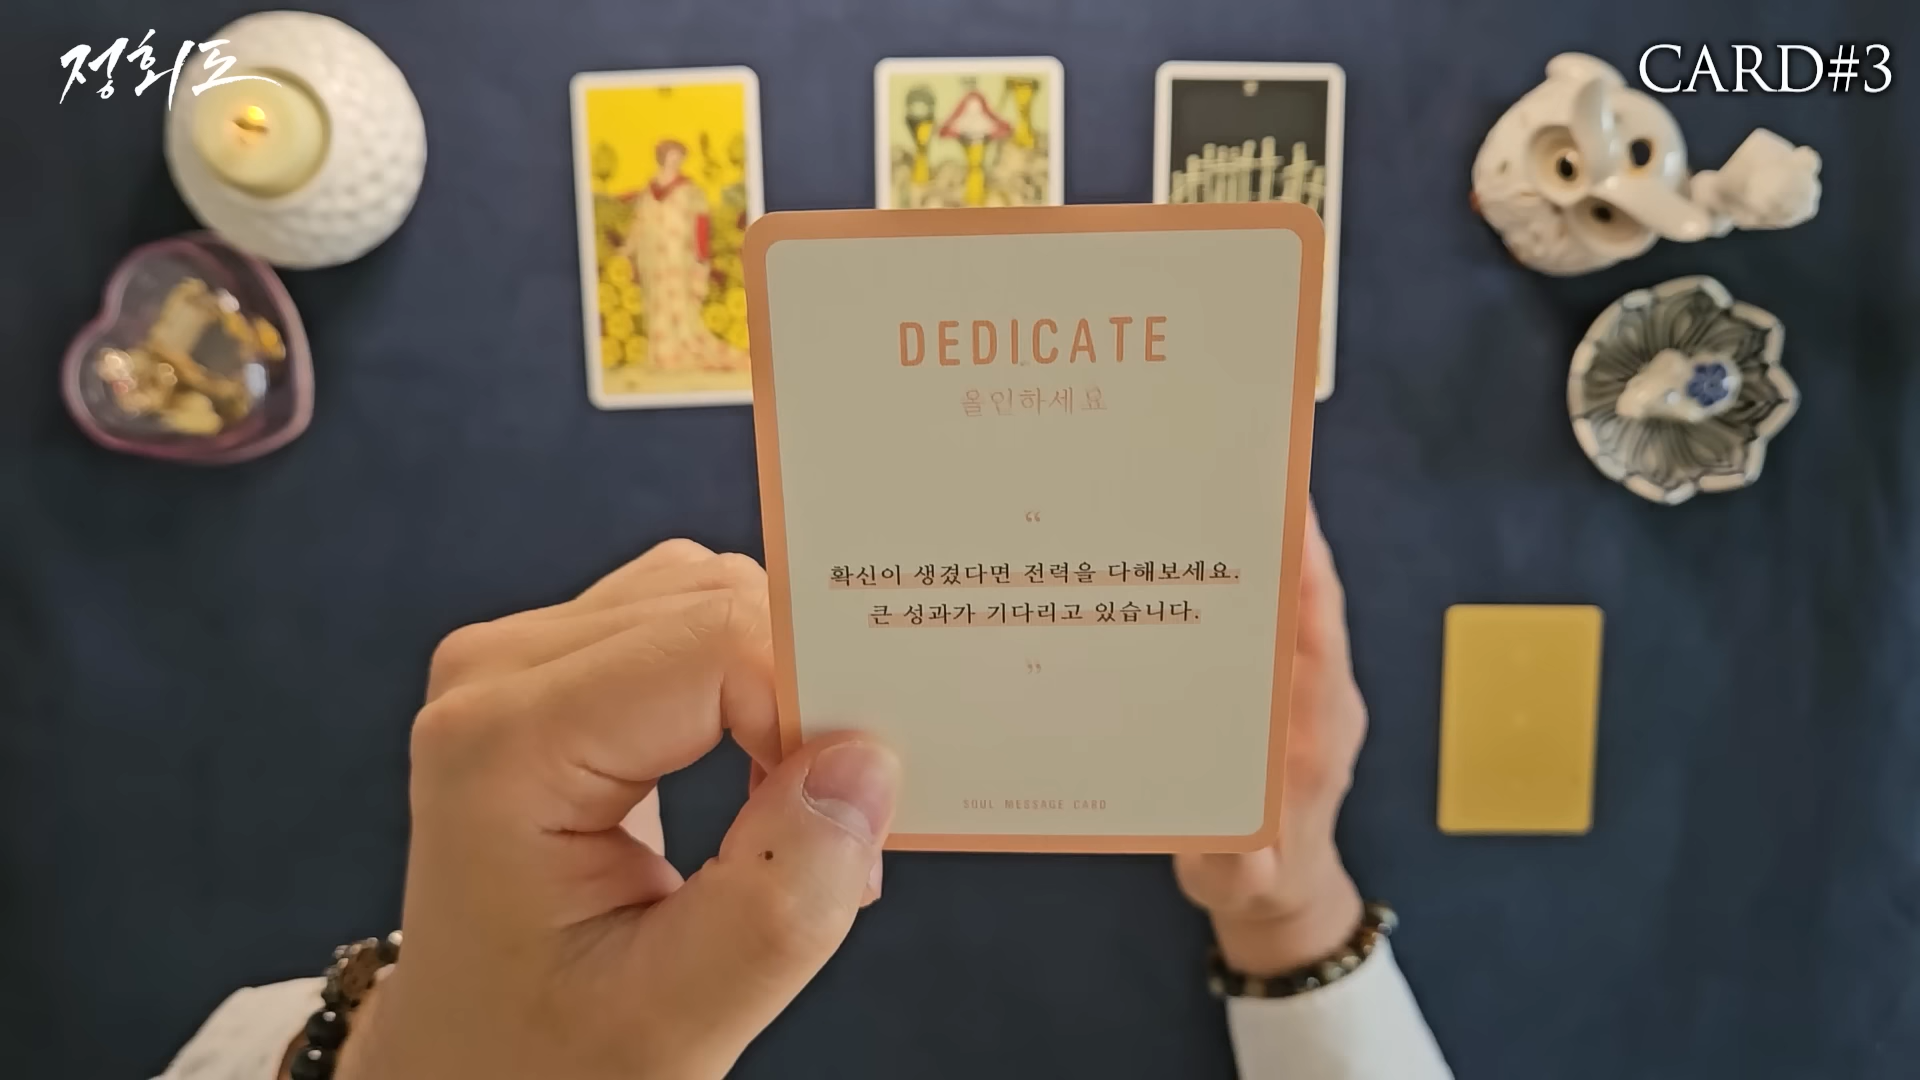 정회도
CARD#3
DEDICATE
올인하세요
“
확신이 생겼다면 전력을 다해보세요.
큰 성과가 기다리고 있습니다.
”
SOUL MESSAGE CARD